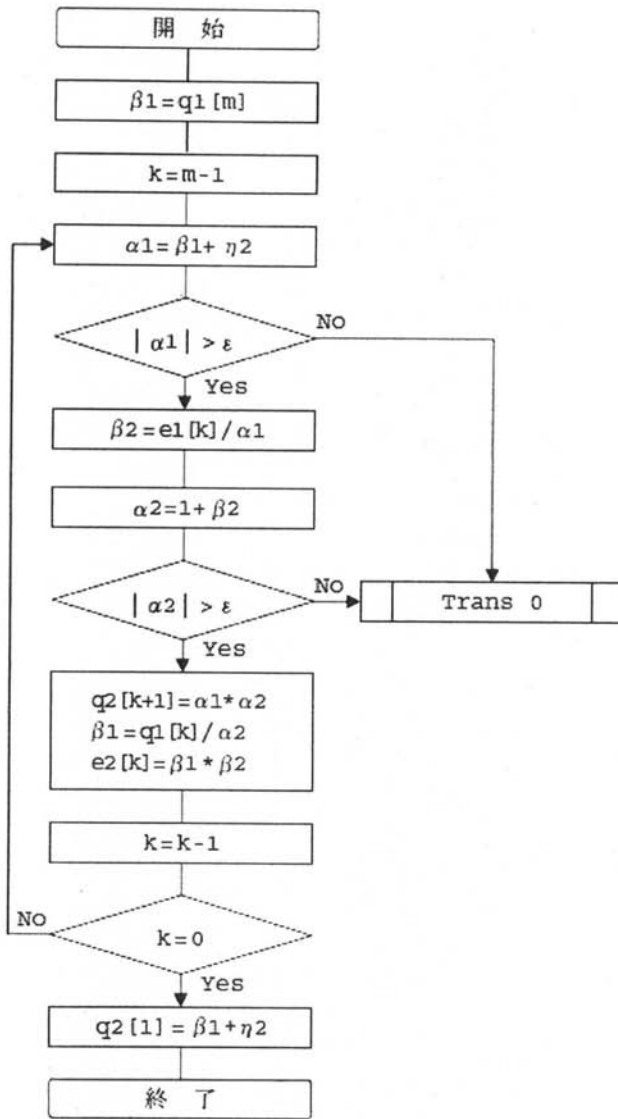 開 始
β1=q1[m]
k=m-1
α1=β1+ η2
| α1 | > ε
No
Yes
β2=e1[k]/α1
α2=1+β2
| α2 | > ε
No
Trans 0
Yes
q2[k+1]=α1*α2
β1=q1[k]/α2
e2[k]=β1*β2
k=k-1
k=0
No
Yes
q2[1]=β1+η2
終 了